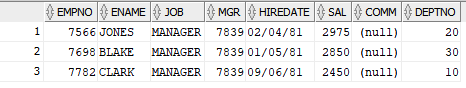 EMPNO ENAME JOB MGR HIREDATE SAL COMM DEPTNO
1 7566 JONES MANAGER 7839 02/04/81 2975 (null) 20
2 7698 BLAKE MANAGER 7839 01/05/81 2850 (null) 30
3 7782 CLARK MANAGER 7839 09/06/81 2450 (null) 10